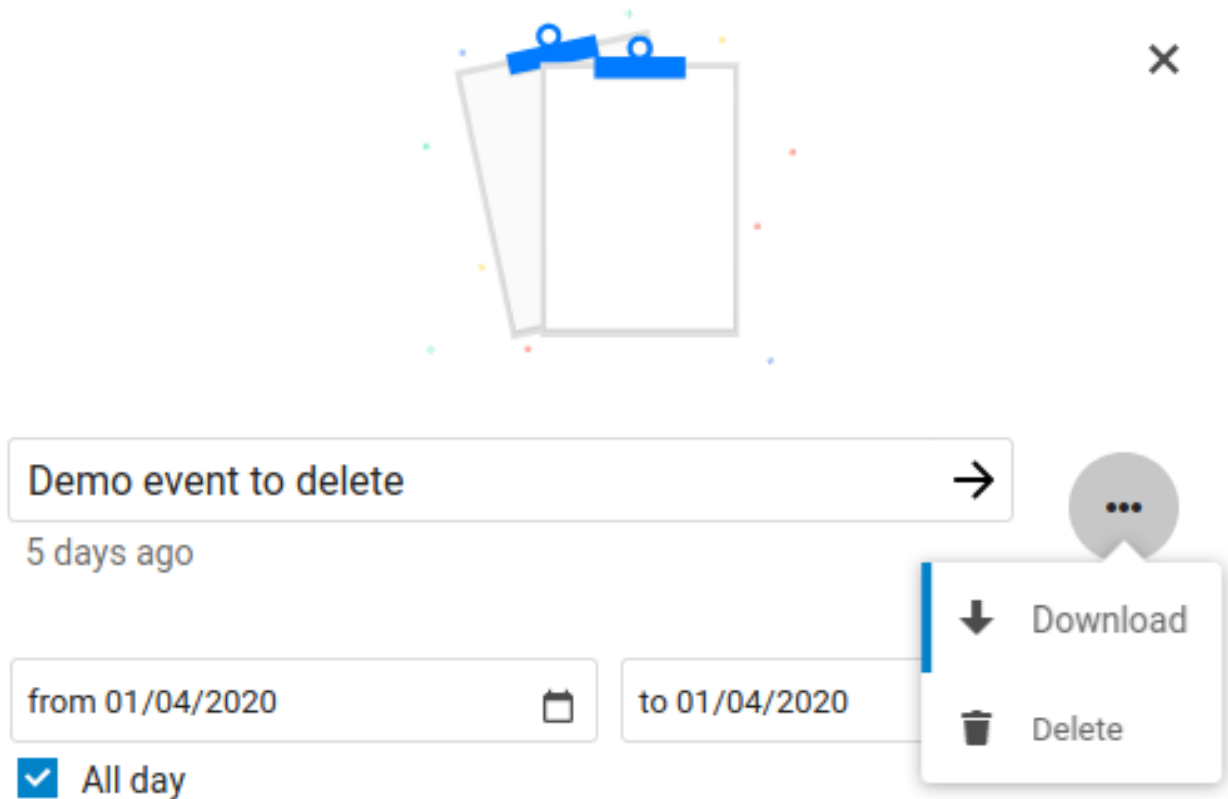 Demo event to delete
5 days ago
Download
from 01/04/2020
to 01/04/2020
Delete
All day